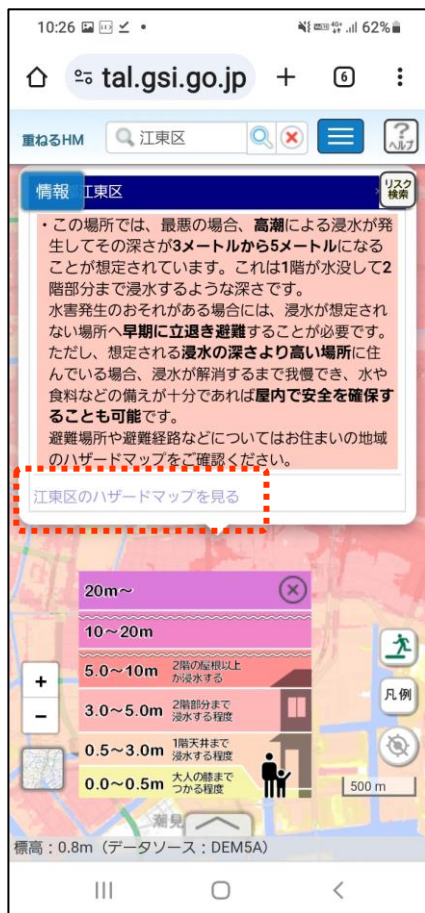 10:26 62%
tal.gsi.go.jp + 6
重ねるHM 江東区 ? ヘルプ
情報 江東区 リスク検索
・この場所では、最悪の場合、高潮による浸水が発
生してその深さが3メートルから5メートルになる
ことが想定されています。これは1階が水没して2
階部分まで浸水するような深さです。
水害発生のおそれがある場合には、浸水が想定され
ない場所へ早期に立退き避難することが必要です。
ただし、想定される浸水の深さより高い場所に住
んでいる場合、浸水が解消するまで我慢でき、水や
食料などの備えが十分であれば屋内で安全を確保す
ることも可能です。
避難場所や避難経路などについてはお住まいの地域
のハザードマップをご確認ください。
江東区のハザードマップを見る
20m～
10～20m
5.0～10m 2階の屋根以上
が浸水する
3.0～5.0m 2階部分まで
浸水する程度
0.5～3.0m 1階天井まで
浸水する程度
0.0～0.5m 大人の膝まで
つかる程度
+
−
凡例
500 m
潮見
標高：0.8m（データソース：DEM5A）